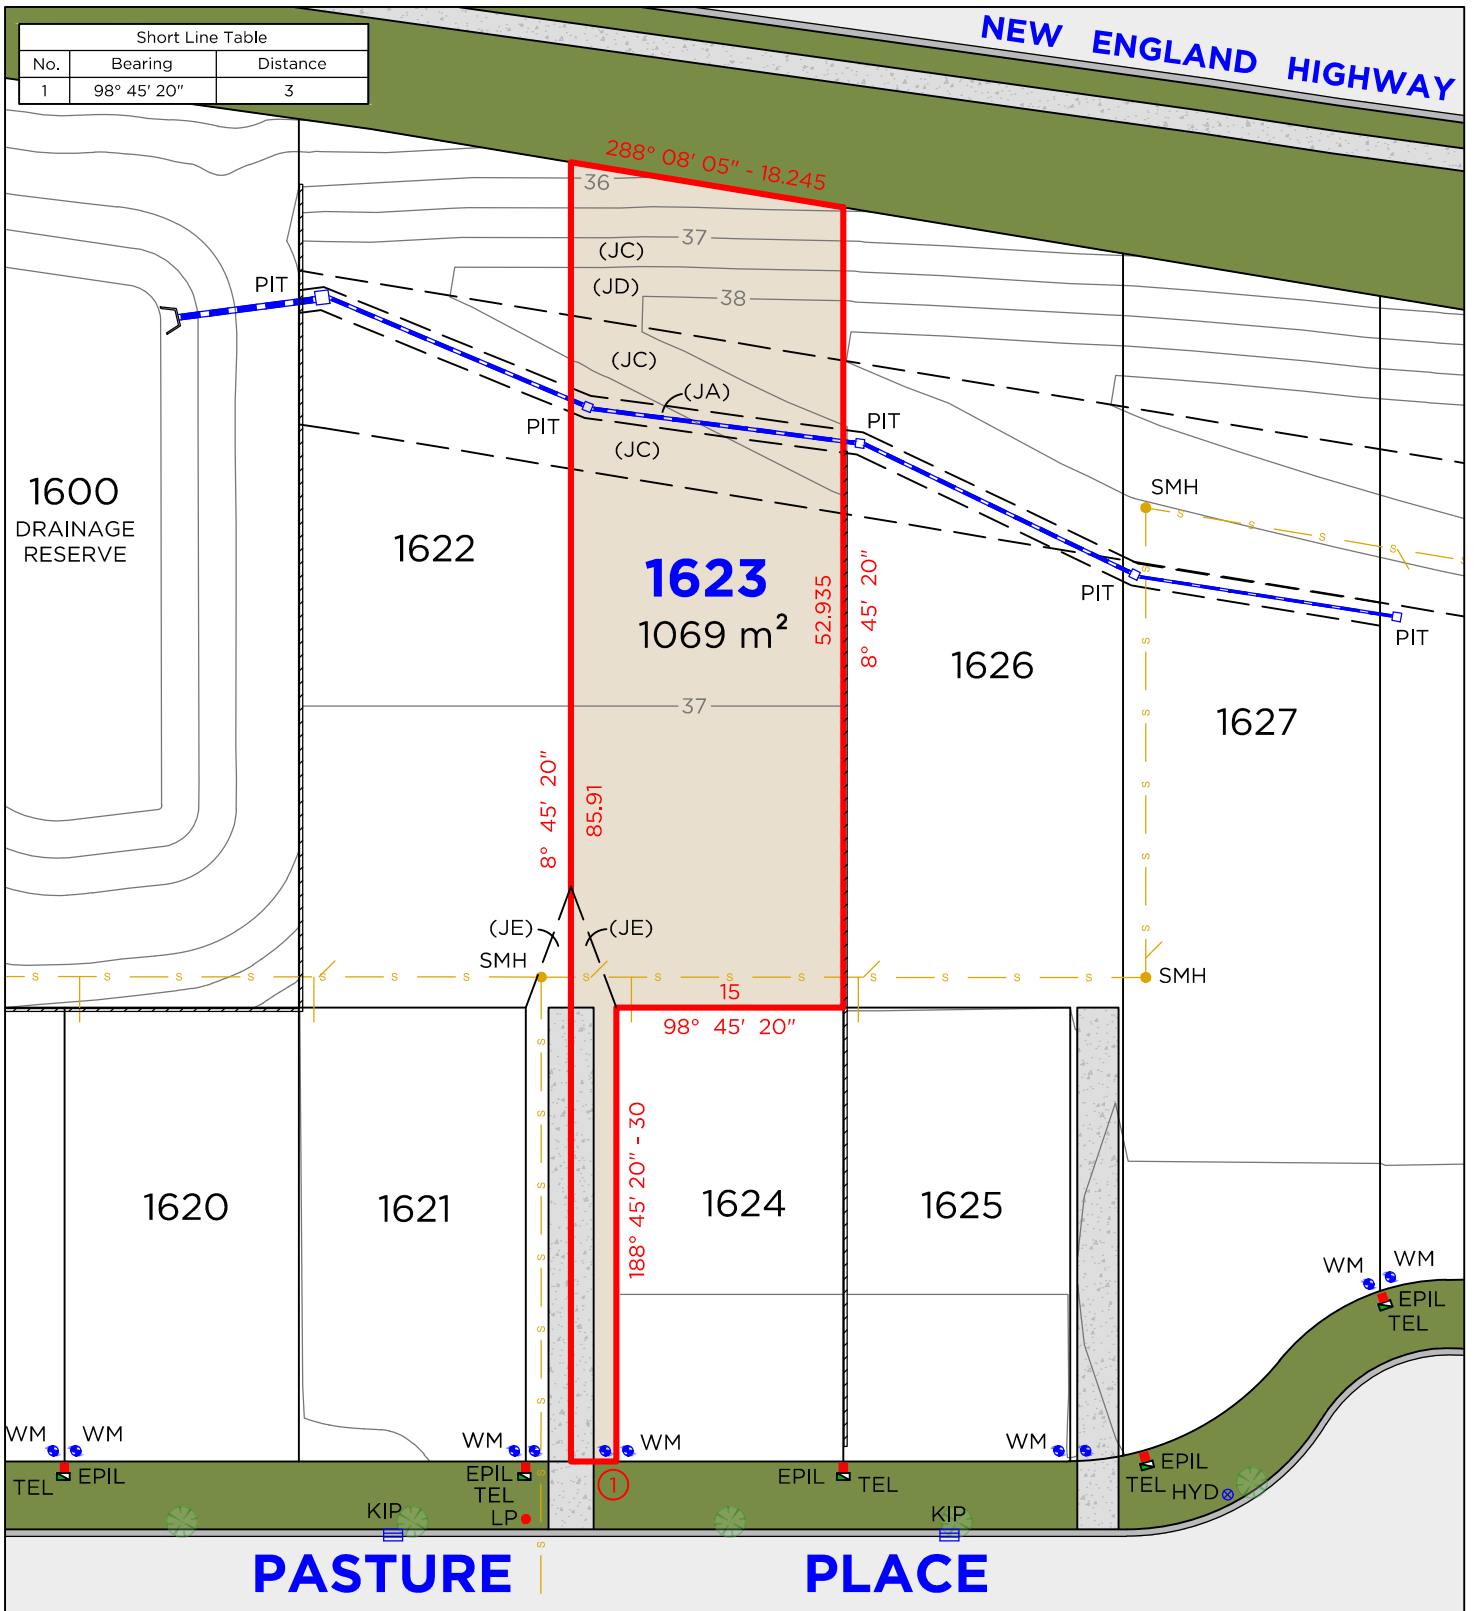 Short Line Table
No. Bearing Distance
1 98° 45' 20" 3
NEW ENGLAND HIGHWAY
288° 08' 05" - 18.245
36
37
(JC)
(JD)
38
PIT
(JC)
(JA)
PIT
PIT
(JC)
1600
DRAINAGE
RESERVE
1622
SMH
S S S S
1623
1069 m²
52.935
8° 45' 20"
PIT
PIT
1626
1627
37
8° 45' 20"
85.91
S S S S S S
(JE)
(JE)
SMH
SMH
S S S S S S S S S S S S S
15
98° 45' 20"
188° 45' 20" - 30
1620
1621
1624
1625
S S S S S S S
WM WM
EPIL
TEL
WM WM
WM
WM
WM
TEL EPIL
EPIL
TEL
LP
1
EPIL TEL
EPIL
TEL
HYD
KIP
KIP
PASTURE PLACE